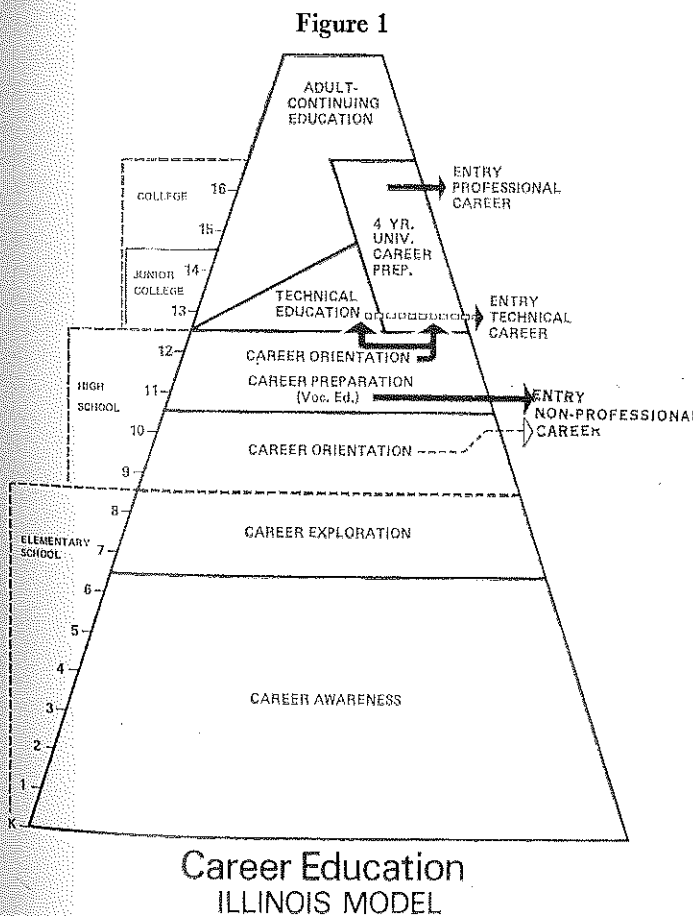 Figure 1
ADULT-
CONTINUING
EDUCATION
ENTRY
PROFESSIONAL
CAREER
COLLEGE
16
15
4 YR.
UNIV.
CAREER
PREP.
JUNIOR
COLLEGE
14
13
TECHNICAL
EDUCATION
ENTRY
TECHNICAL
CAREER
12
CAREER ORIENTATION
HIGH
SCHOOL
11
CAREER PREPARATION
(Voc. Ed.)
ENTRY
NON-PROFESSIONAL
CAREER
10
CAREER ORIENTATION
9
8
ELEMENTARY
SCHOOL
7
CAREER EXPLORATION
6
5
4
3
CAREER AWARENESS
2
1
K
Career Education
ILLINOIS MODEL